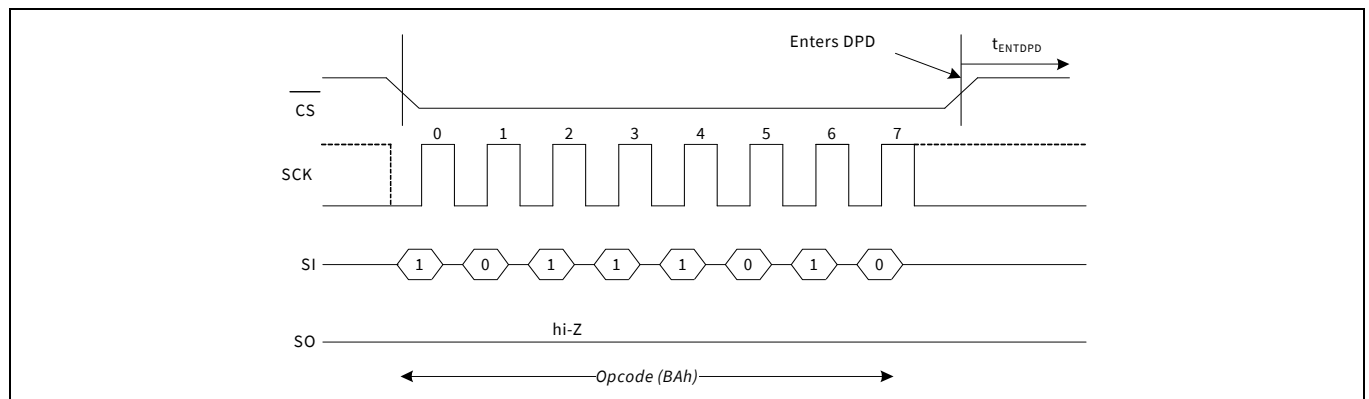 Enters DPD
tENTDPD
CS
0 1 2 3 4 5 6 7
SCK
SI 1 0 1 1 1 0 1 0
hi-Z
SO
Opcode (BAh)